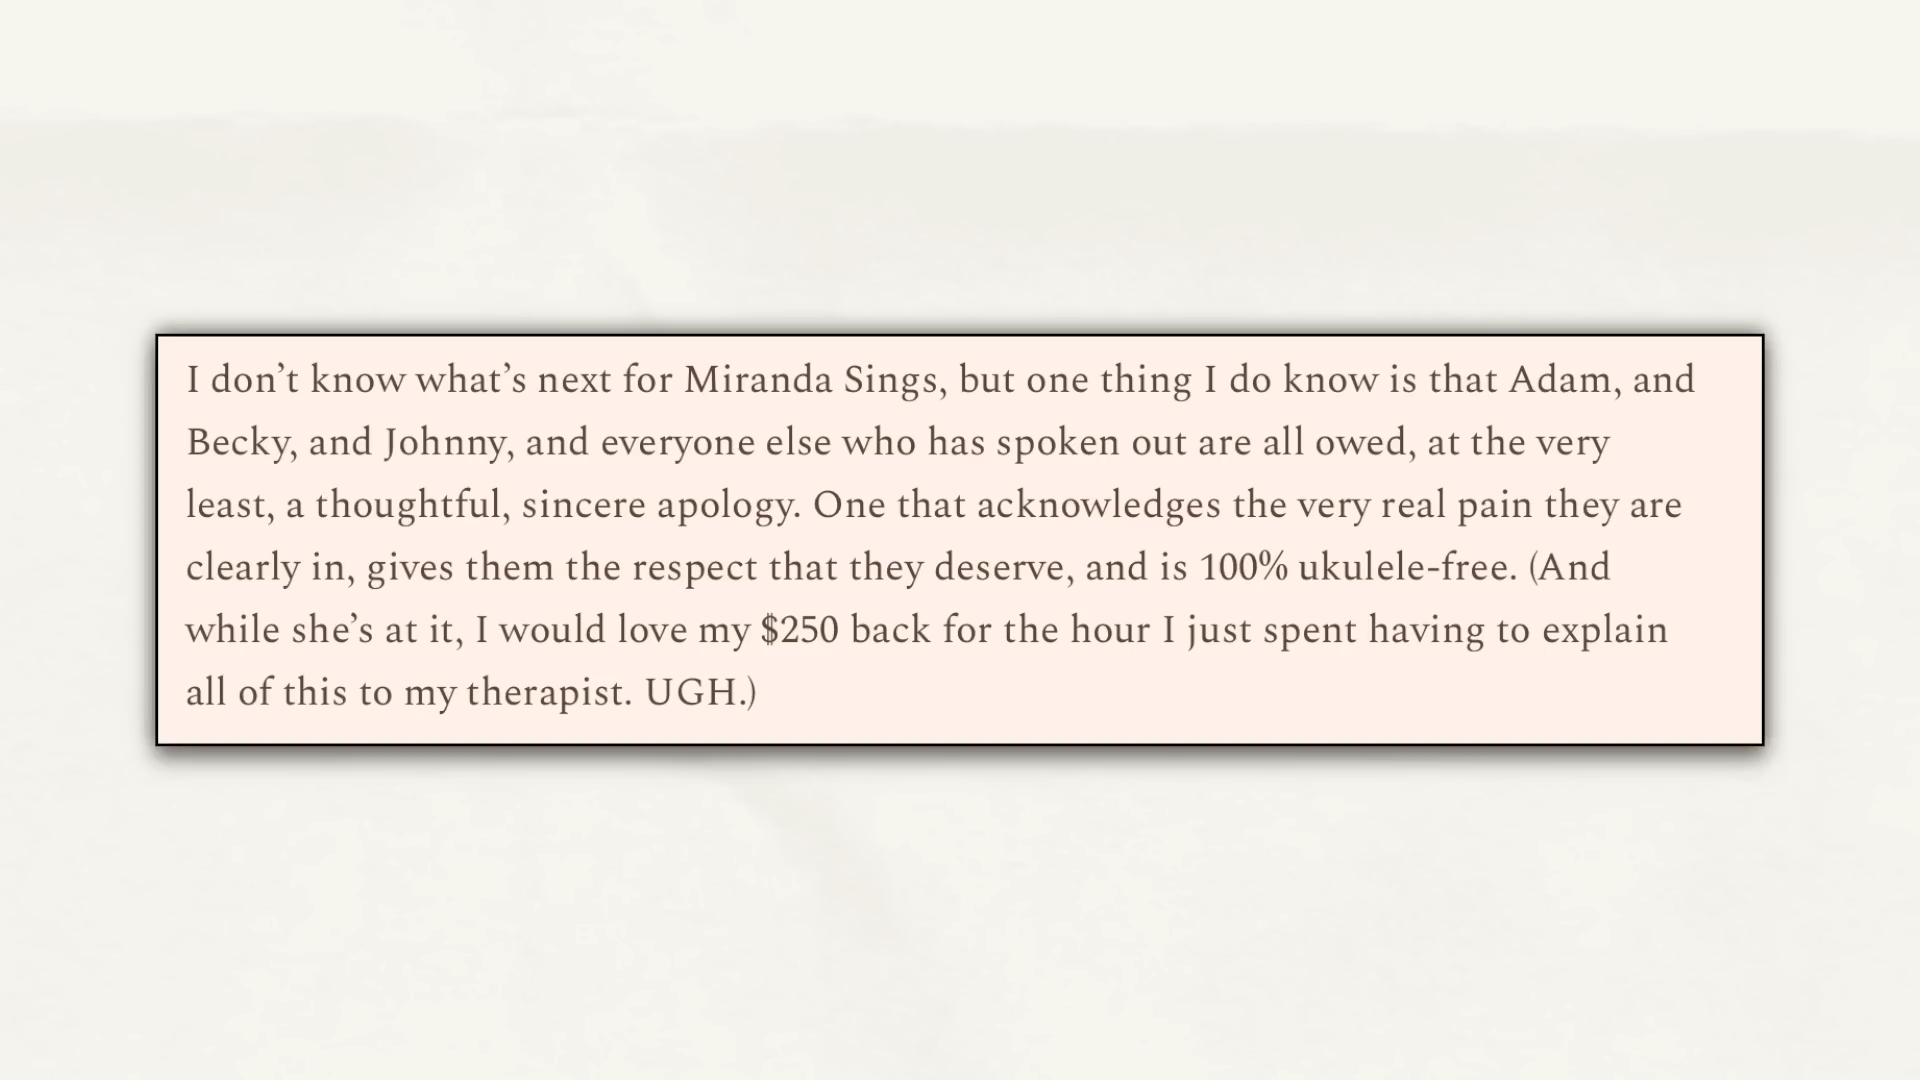 I don’t know what’s next for Miranda Sings, but one thing I do know is that Adam, and
Becky, and Johnny, and everyone else who has spoken out are all owed, at the very
least, a thoughtful, sincere apology. One that acknowledges the very real pain they are
clearly in, gives them the respect that they deserve, and is 100% ukulele-free. (And
while she’s at it, I would love my $250 back for the hour I just spent having to explain
all of this to my therapist. UGH.)